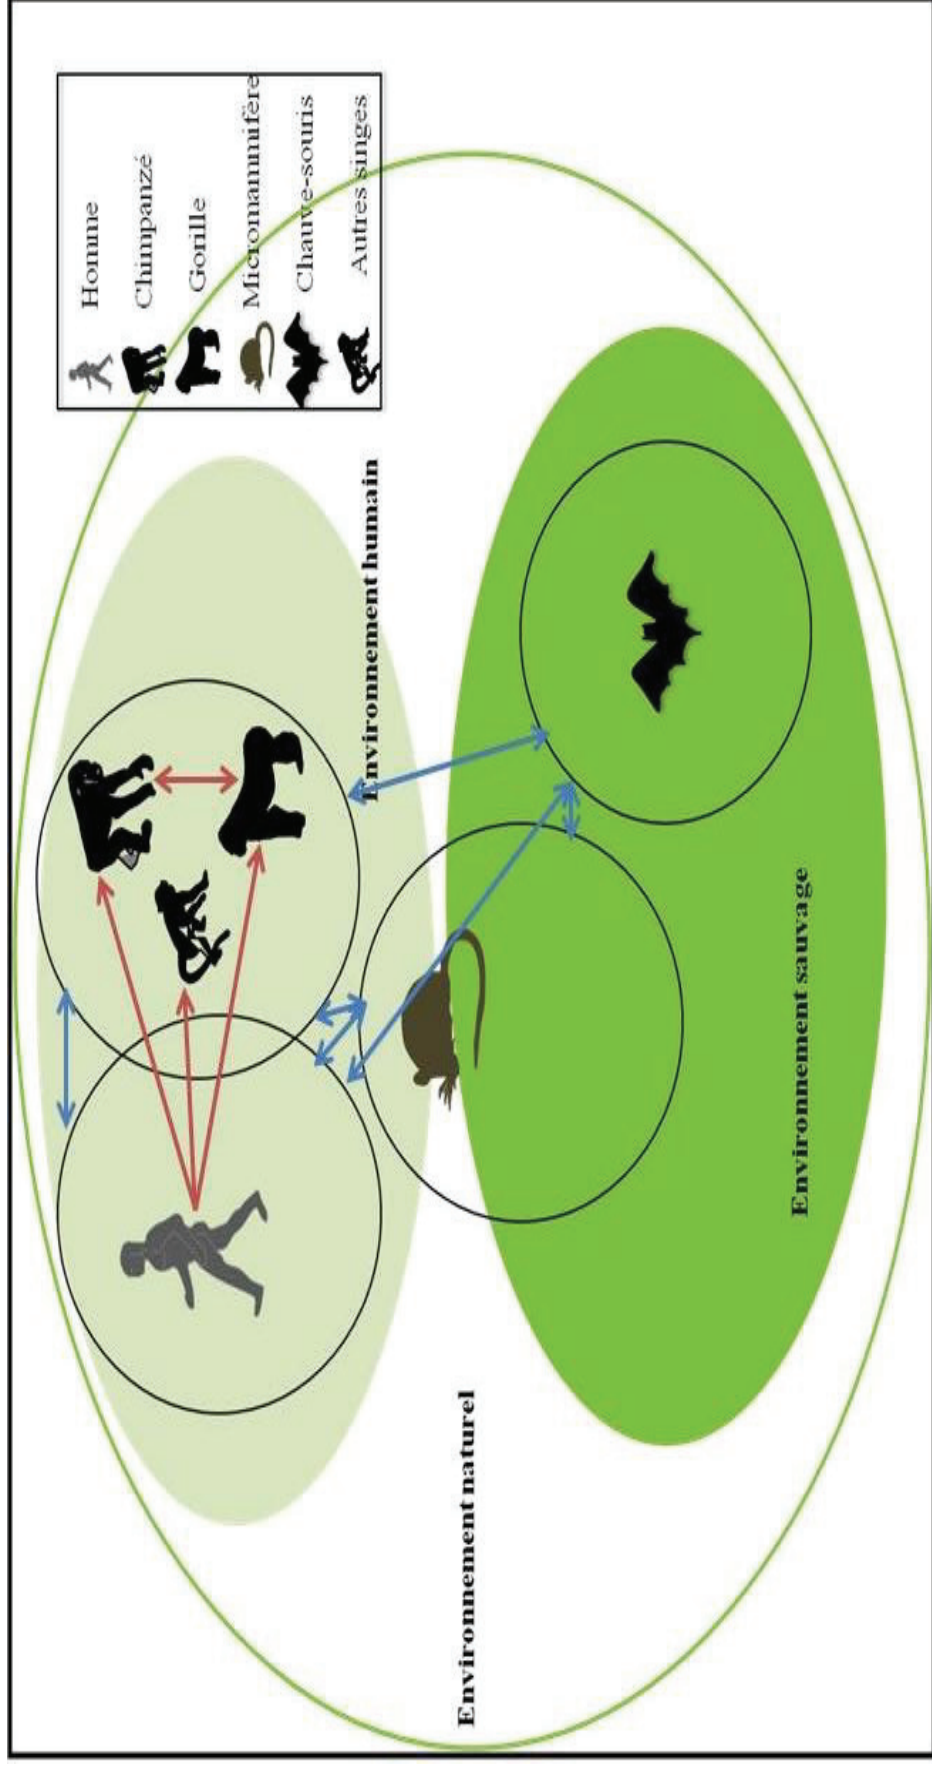 Homme
Chimpanzé
Gorille
Micromammifère
Chauve-souris
Autres singes
Environnement humain
Environnement naturel
Environnement sauvage